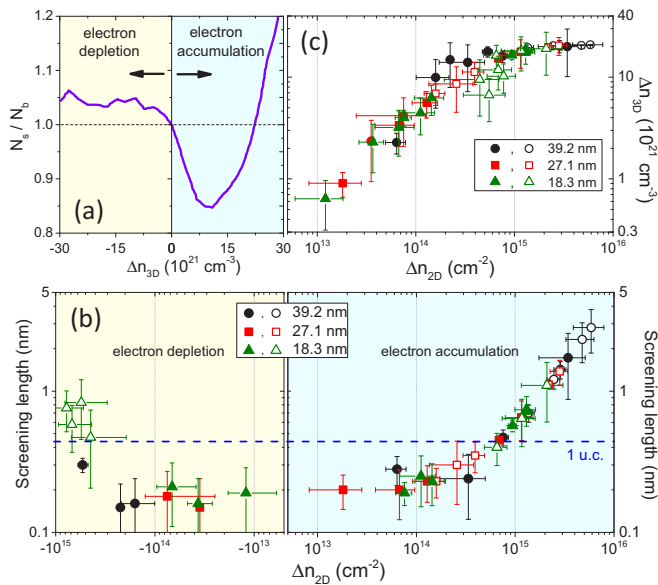 1.2
1.1
1.0
0.9
0.8
N_s / N_b
electron
depletion
electron
accumulation
(a)
-30 -15 0 15 30
Δn_3D (10^21 cm^-3)
(c)
40
10
3
1
0.3
Δn_3D (10^21 cm^-3)
, 39.2 nm
, 27.1 nm
, 18.3 nm
10^13 10^14 10^15 10^16
Δn_2D (cm^-2)
(b)
5
1
0.1
Screening length (nm)
electron depletion
, 39.2 nm
, 27.1 nm
, 18.3 nm
electron accumulation
1 u.c.
5
1
0.1
Screening length (nm)
-10^15 -10^14 -10^13 10^13 10^14 10^15 10^16
Δn_2D (cm^-2)